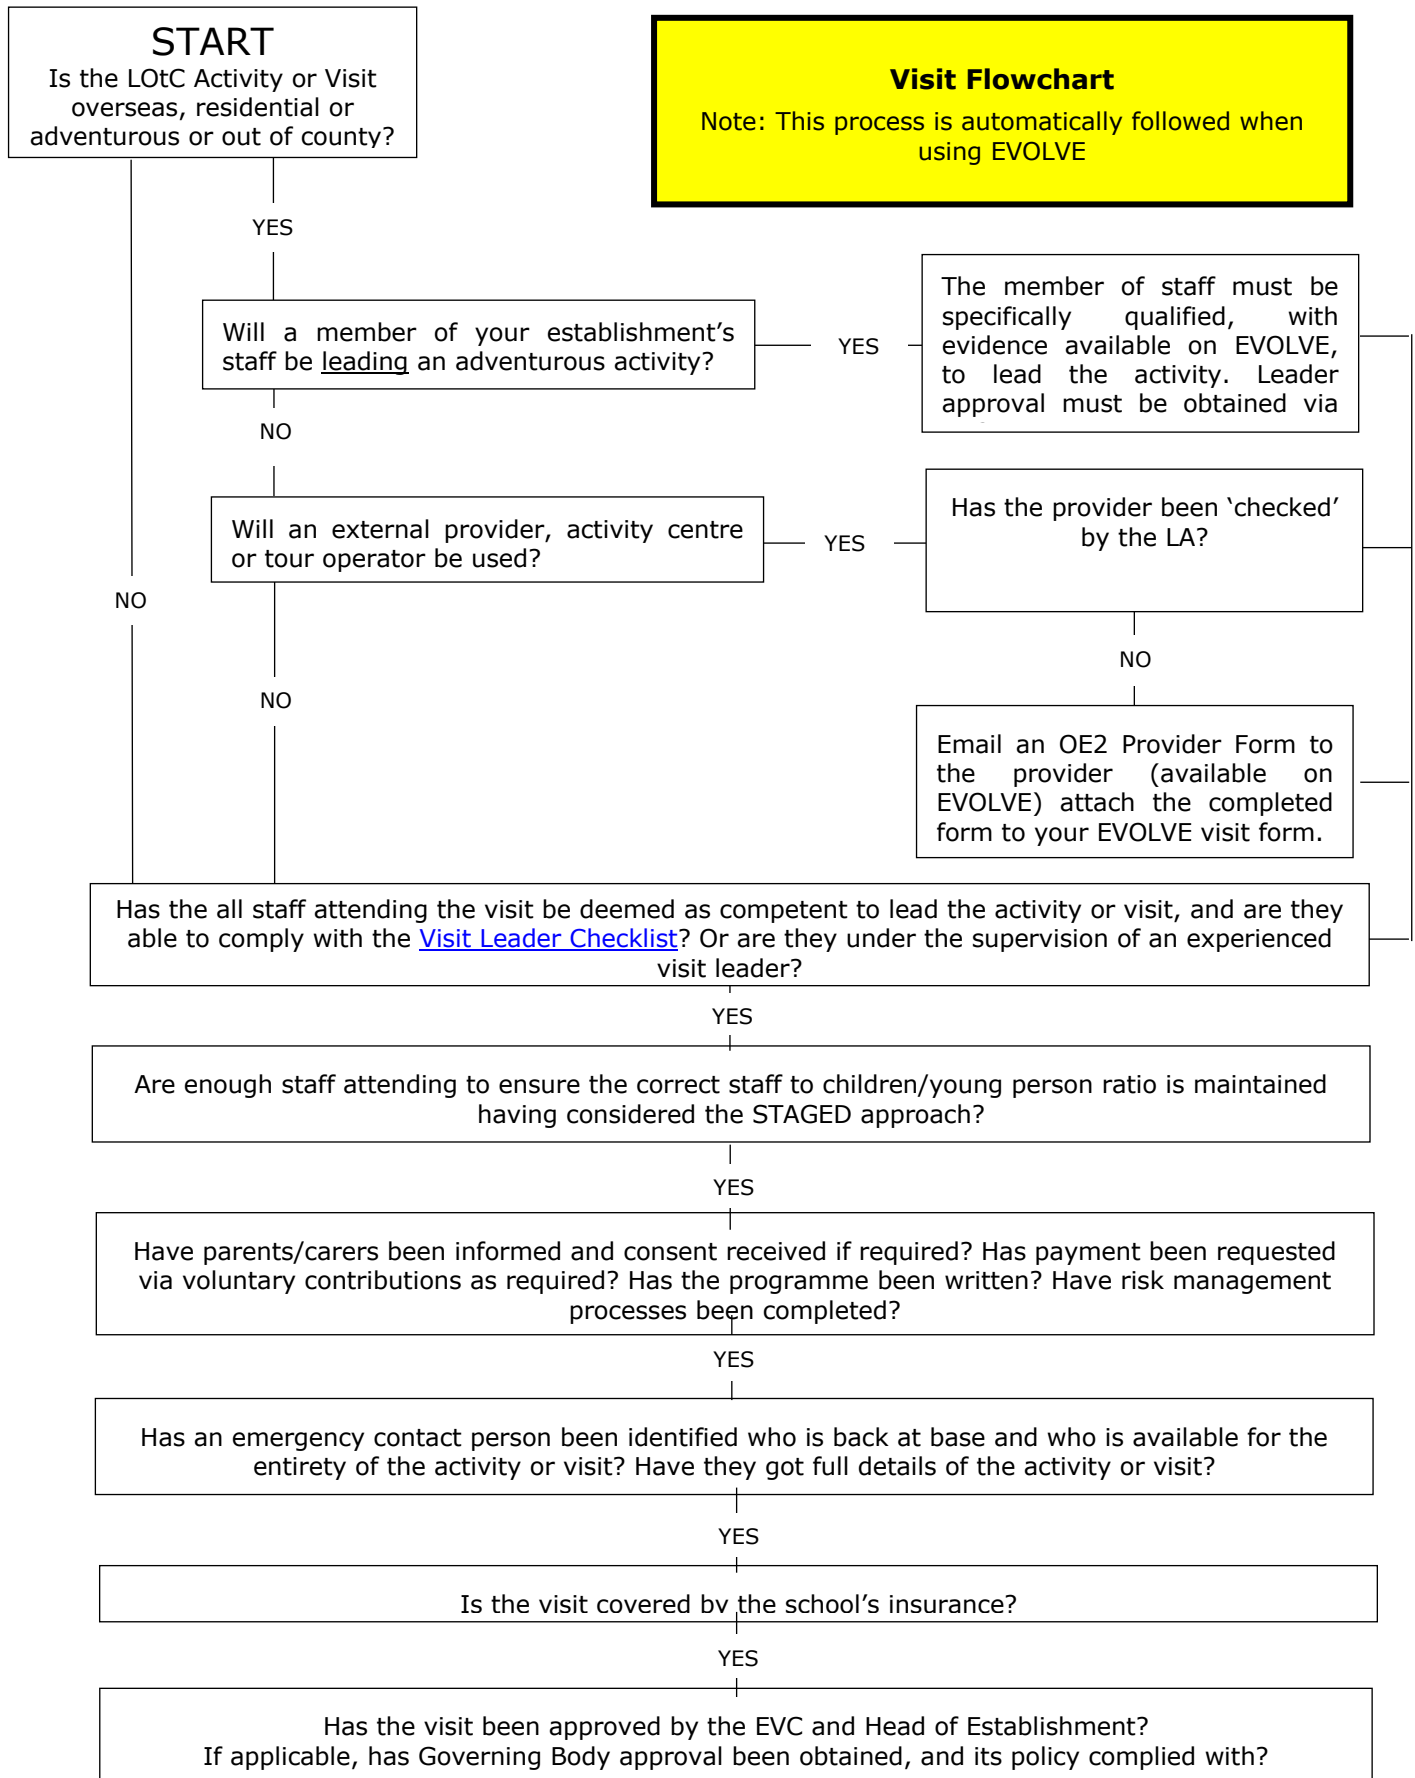 START
Is the LOtC Activity or Visit
overseas, residential or
adventurous or out of county?
Visit Flowchart
Note: This process is automatically followed when
using EVOLVE
YES
Will a member of your establishment's
staff be leading an adventurous activity?
YES
The member of staff must be
specifically qualified, with
evidence available on EVOLVE,
to lead the activity. Leader
approval must be obtained via
NO
Will an external provider, activity centre
or tour operator be used?
YES
Has the provider been ‘checked’
by the LA?
NO
NO
NO
Email an OE2 Provider Form to
the provider (available on
EVOLVE) attach the completed
form to your EVOLVE visit form.
Has the all staff attending the visit be deemed as competent to lead the activity or visit, and are they
able to comply with the Visit Leader Checklist? Or are they under the supervision of an experienced
visit leader?
YES
Are enough staff attending to ensure the correct staff to children/young person ratio is maintained
having considered the STAGED approach?
YES
Have parents/carers been informed and consent received if required? Has payment been requested
via voluntary contributions as required? Has the programme been written? Have risk management
processes been completed?
YES
Has an emergency contact person been identified who is back at base and who is available for the
entirety of the activity or visit? Have they got full details of the activity or visit?
YES
Is the visit covered by the school's insurance?
YES
Has the visit been approved by the EVC and Head of Establishment?
If applicable, has Governing Body approval been obtained, and its policy complied with?